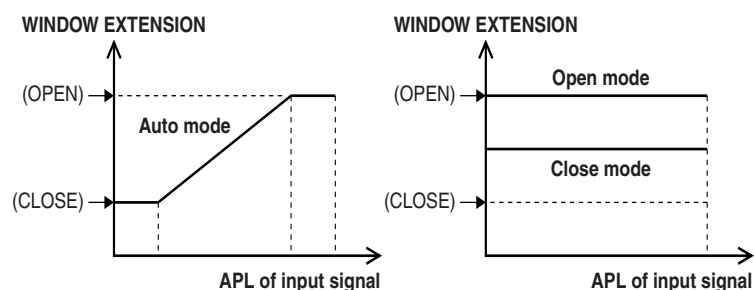 WINDOW EXTENSION
(OPEN)
Auto mode
(CLOSE)
APL of input signal
WINDOW EXTENSION
Open mode
(OPEN)
Close mode
(CLOSE)
APL of input signal